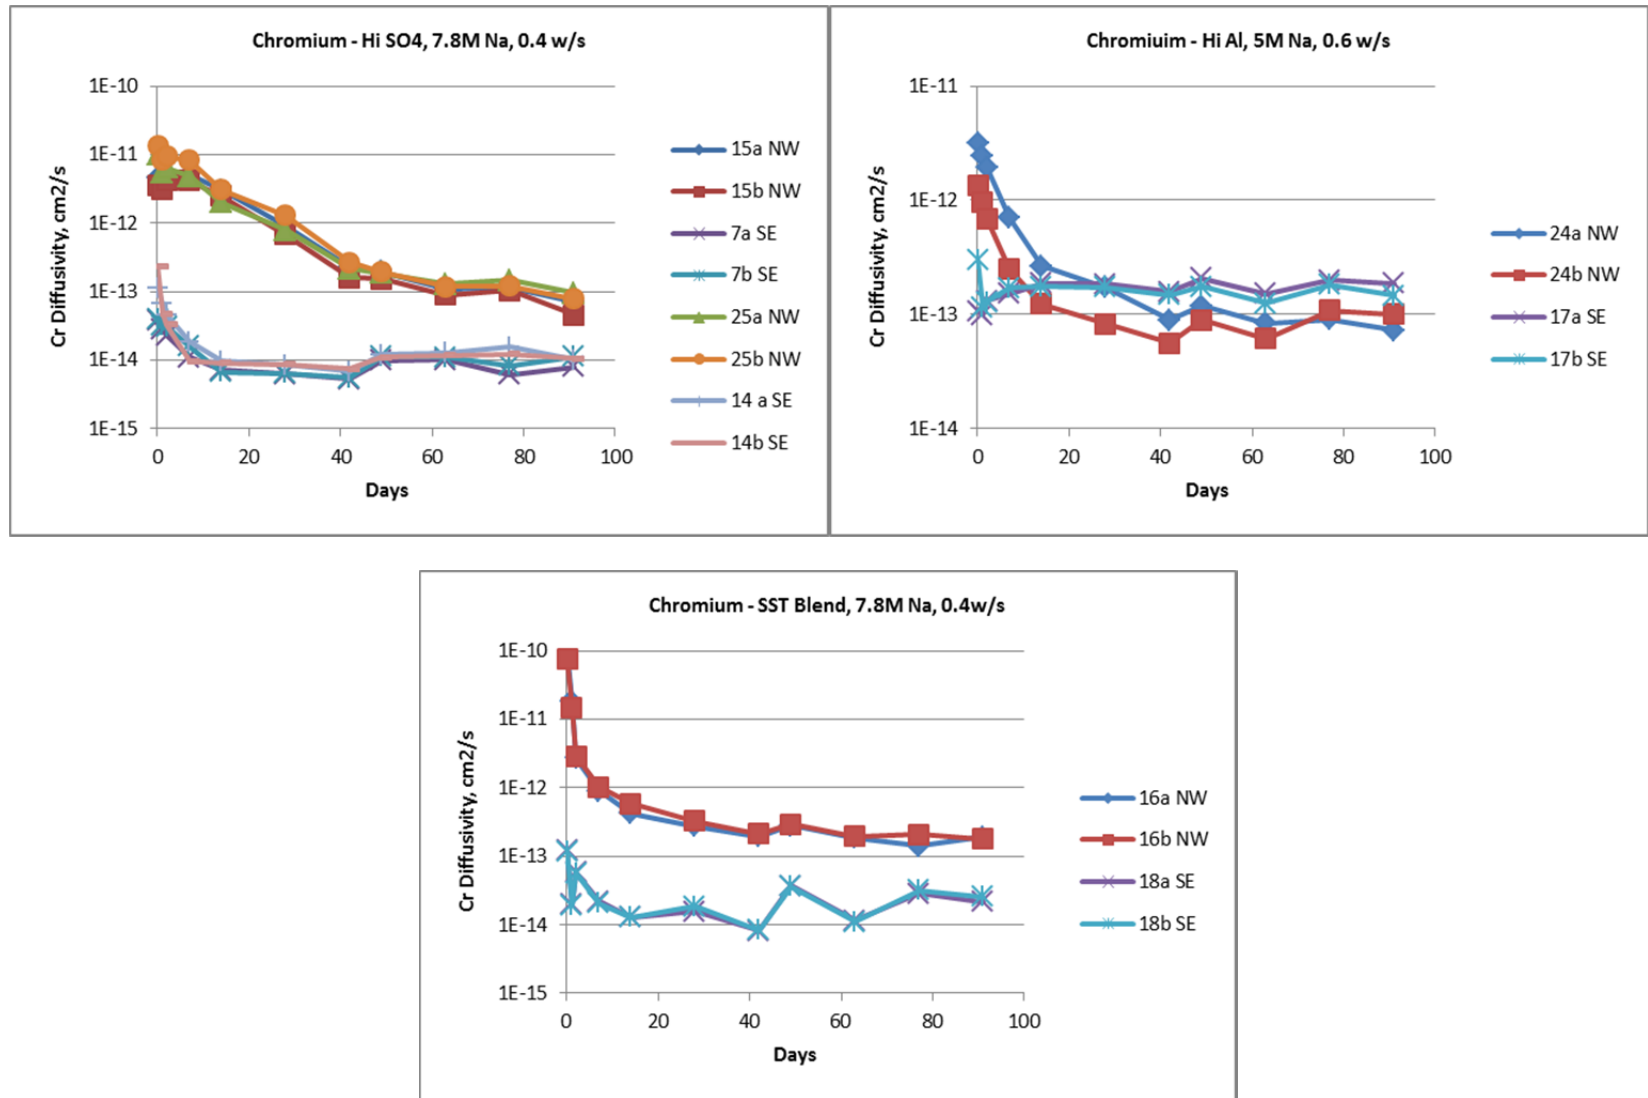 Chromium - Hi SO4, 7.8M Na, 0.4 w/s
1E-10
1E-11
1E-12
1E-13
1E-14
1E-15
Cr Diffusivity, cm2/s
0 20 40 60 80 100
Days
15a NW
15b NW
7a SE
7b SE
25a NW
25b NW
14 a SE
14b SE
Chromiuim - Hi Al, 5M Na, 0.6 w/s
1E-11
1E-12
1E-13
1E-14
Cr Diffusivity, cm2/s
0 20 40 60 80 100
Days
24a NW
24b NW
17a SE
17b SE
Chromium - SST Blend, 7.8M Na, 0.4w/s
1E-10
1E-11
1E-12
1E-13
1E-14
1E-15
Cr Diffusivity, cm2/s
0 20 40 60 80 100
Days
16a NW
16b NW
18a SE
18b SE